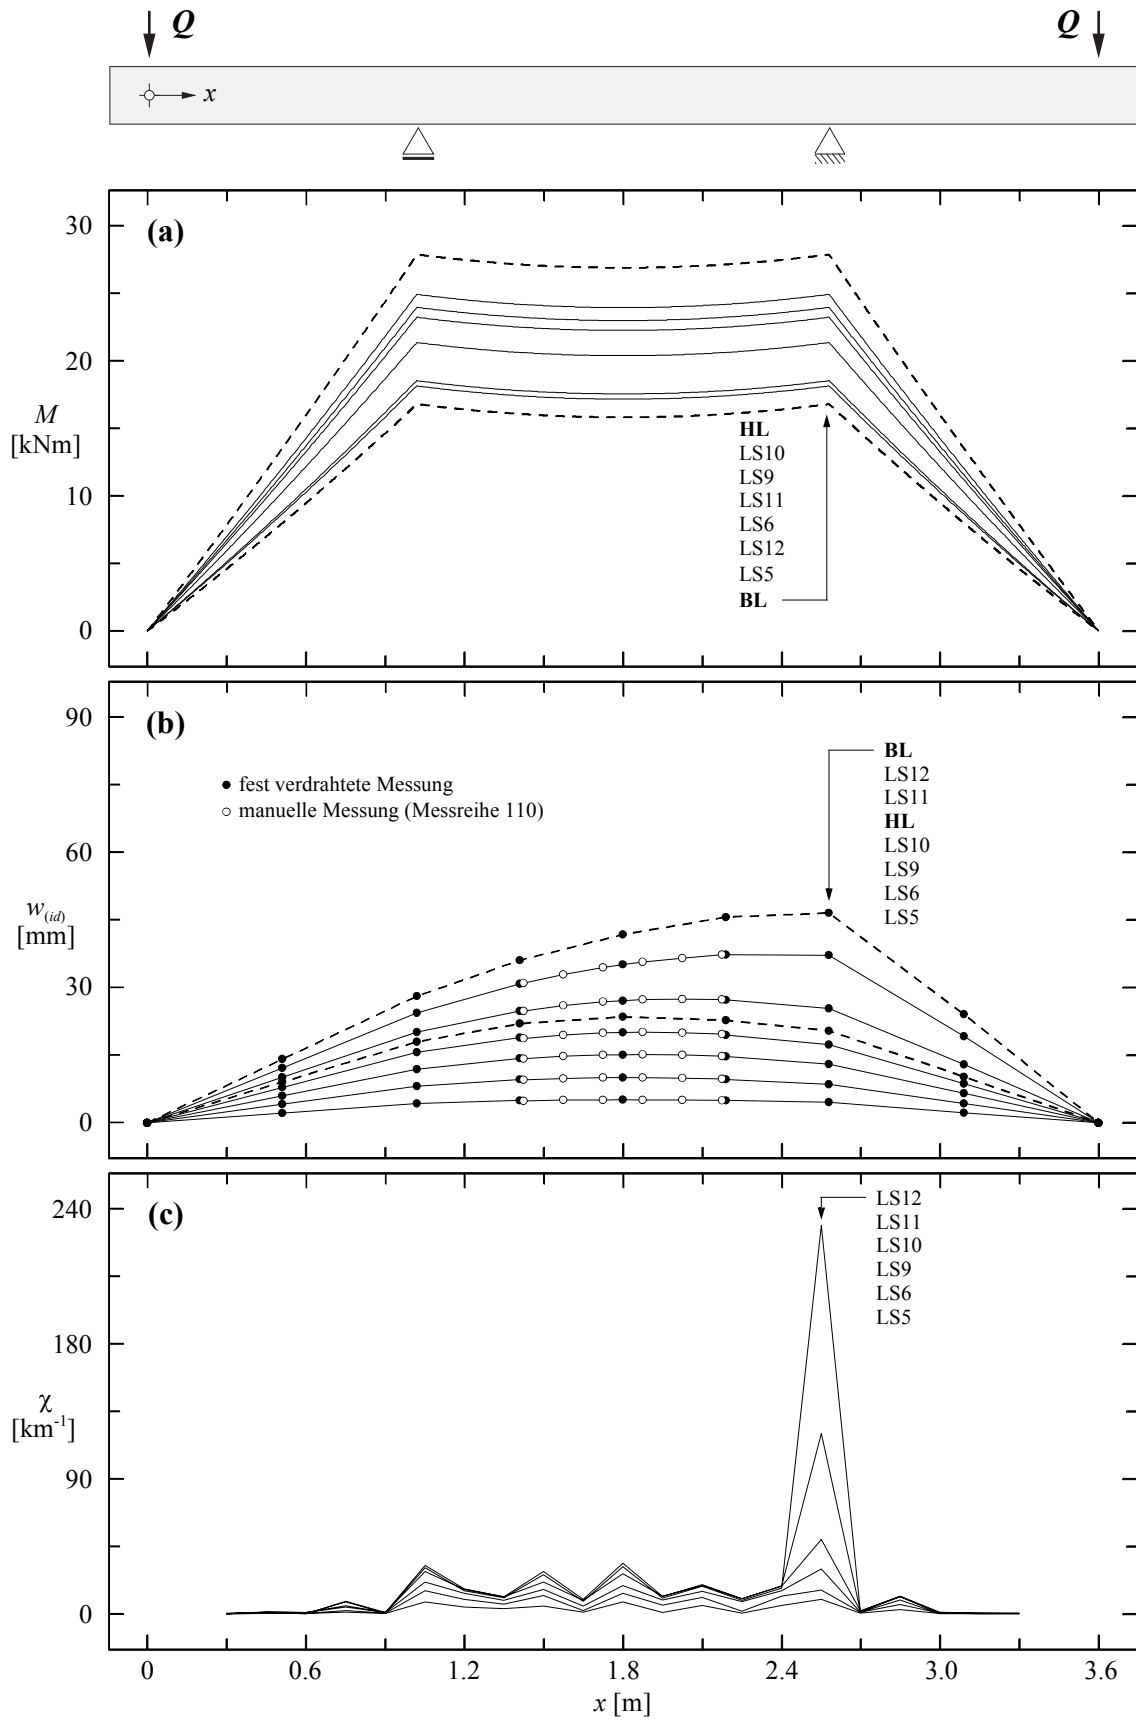 Q Q
x
(a)
30
20
M
[kNm]
10
0
HL
LS10
LS9
LS11
LS6
LS12
LS5
BL
(b)
90
60
w(id)
[mm]
30
0
fest verdrahtete Messung
manuelle Messung (Messreihe 110)
BL
LS12
LS11
HL
LS10
LS9
LS6
LS5
(c)
240
180
χ
[km-1]
90
0
LS12
LS11
LS10
LS9
LS6
LS5
0 0.6 1.2 1.8 2.4 3.0 3.6
x [m]